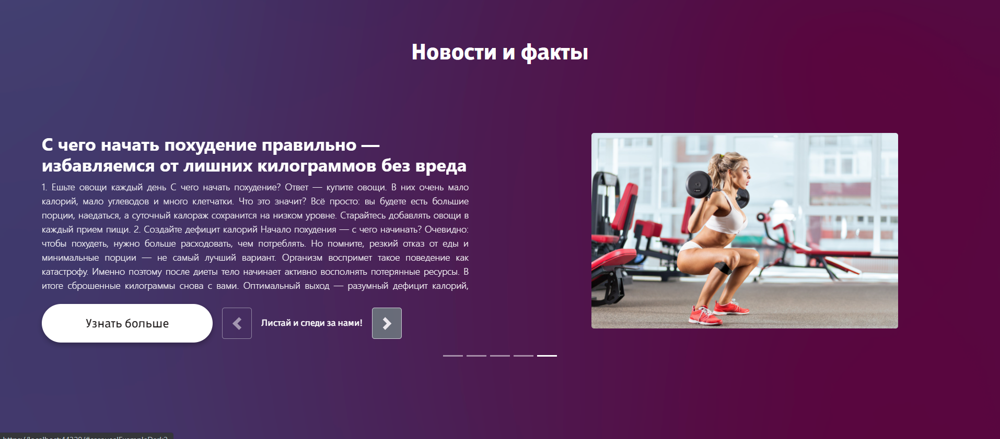 Новости и факты
С чего начать похудение правильно —
избавляемся от лишних килограммов без вреда
1. Ешьте овощи каждый день С чего начать похудение? Ответ — купите овощи. В них очень мало
калорий, мало углеводов и много клетчатки. Что это значит? Всё просто: вы будете есть большие
порции, наедаться, а суточный калораж сохранится на низком уровне. Старайтесь добавлять овощи в
каждый прием пищи. 2. Создайте дефицит калорий Начало похудения — с чего начинать? Очевидно:
чтобы похудеть, нужно больше расходовать, чем потреблять. Но помните, резкий отказ от еды и
минимальные порции — не самый лучший вариант. Организм воспримет такое поведение как
катастрофу. Именно поэтому после диеты тело начинает активно восполнять потерянные ресурсы. В
итоге сброшенные килограммы снова с вами. Оптимальный выход — разумный дефицит калорий,
Узнать больше
Листай и следи за нами!